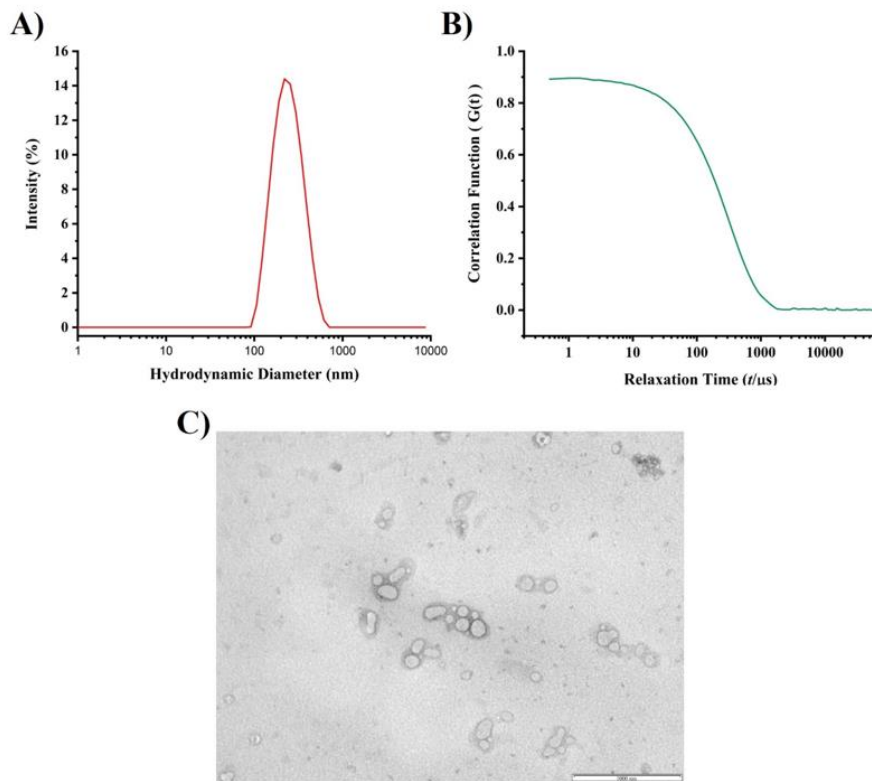 A)
16
14
12
10
8
6
4
2
0
Intensity (%)
1 10 100 1000 10000
Hydrodynamic Diameter (nm)
B)
1.0
0.8
0.6
0.4
0.2
0.0
Correlation Function ( G(t) )
1 10 100 1000 10000
Relaxation Time (t/μs)
C)